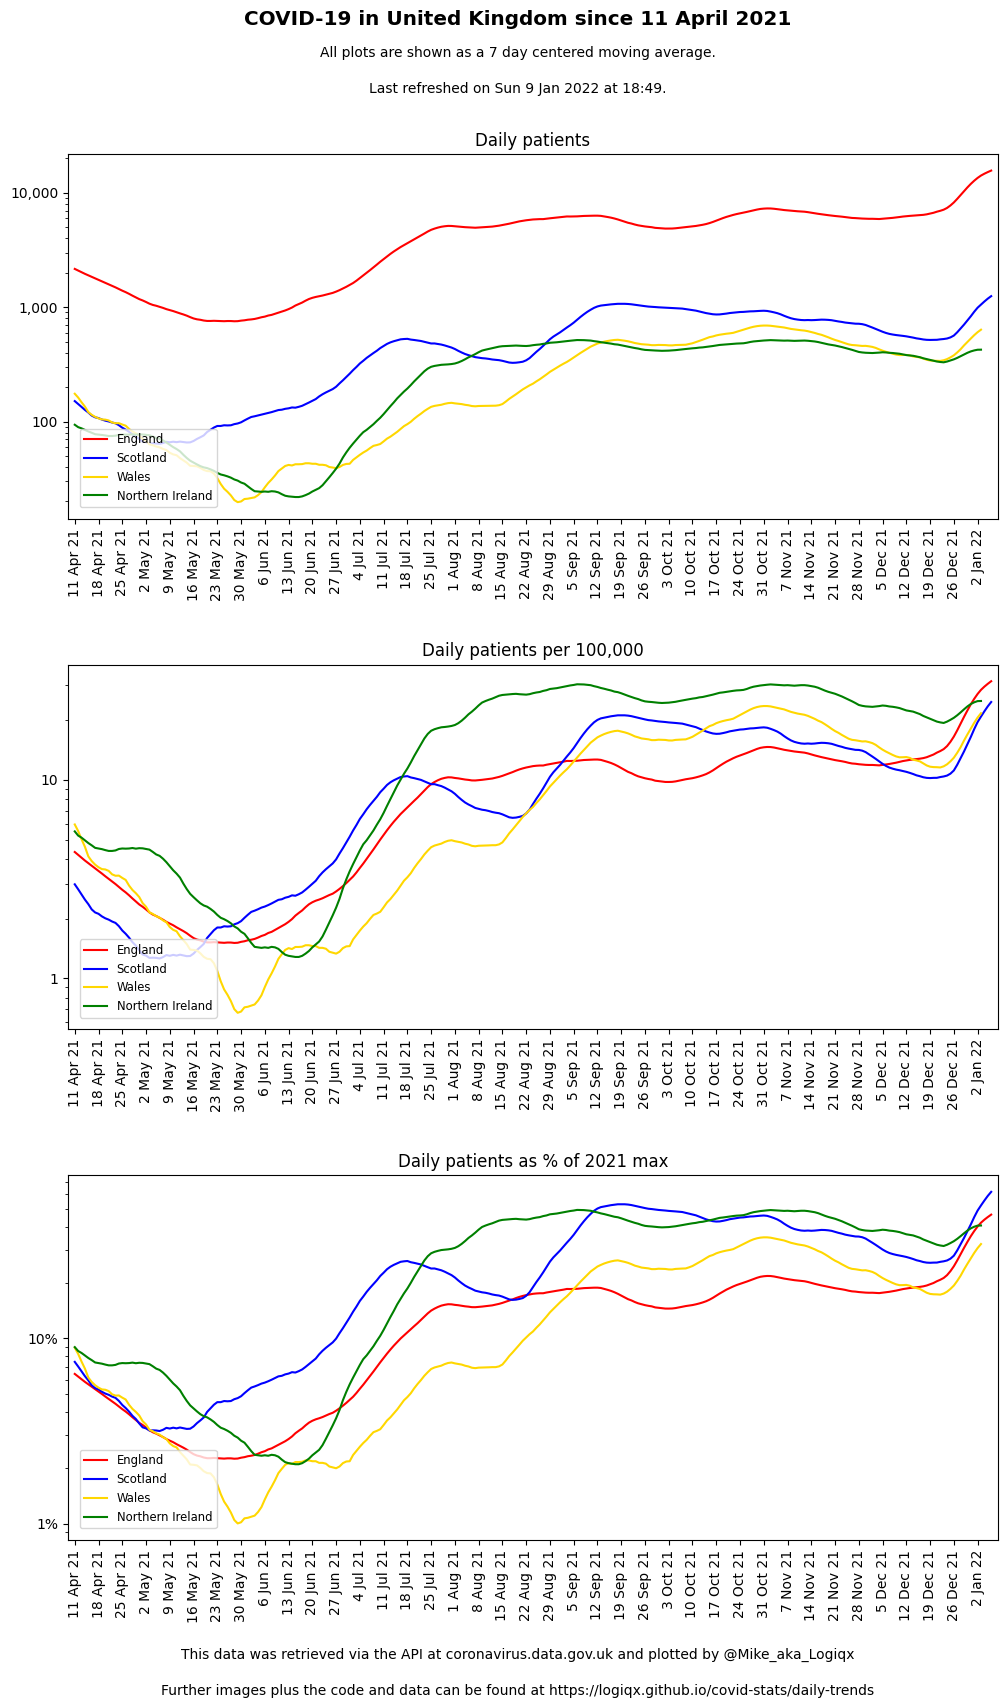 COVID-19 in United Kingdom since 11 April 2021
All plots are shown as a 7 day centered moving average.
Last refreshed on Sun 9 Jan 2022 at 18:49.
Daily patients
10,000
1,000
100
England
Scotland
Wales
Northern Ireland
11 Apr 21
18 Apr 21
25 Apr 21
2 May 21
9 May 21
16 May 21
23 May 21
30 May 21
6 Jun 21
13 Jun 21
20 Jun 21
27 Jun 21
4 Jul 21
11 Jul 21
18 Jul 21
25 Jul 21
1 Aug 21
8 Aug 21
15 Aug 21
22 Aug 21
29 Aug 21
5 Sep 21
12 Sep 21
19 Sep 21
26 Sep 21
3 Oct 21
10 Oct 21
17 Oct 21
24 Oct 21
31 Oct 21
7 Nov 21
14 Nov 21
21 Nov 21
28 Nov 21
5 Dec 21
12 Dec 21
19 Dec 21
26 Dec 21
2 Jan 22
Daily patients per 100,000
10
1
England
Scotland
Wales
Northern Ireland
11 Apr 21
18 Apr 21
25 Apr 21
2 May 21
9 May 21
16 May 21
23 May 21
30 May 21
6 Jun 21
13 Jun 21
20 Jun 21
27 Jun 21
4 Jul 21
11 Jul 21
18 Jul 21
25 Jul 21
1 Aug 21
8 Aug 21
15 Aug 21
22 Aug 21
29 Aug 21
5 Sep 21
12 Sep 21
19 Sep 21
26 Sep 21
3 Oct 21
10 Oct 21
17 Oct 21
24 Oct 21
31 Oct 21
7 Nov 21
14 Nov 21
21 Nov 21
28 Nov 21
5 Dec 21
12 Dec 21
19 Dec 21
26 Dec 21
2 Jan 22
Daily patients as % of 2021 max
10%
1%
England
Scotland
Wales
Northern Ireland
11 Apr 21
18 Apr 21
25 Apr 21
2 May 21
9 May 21
16 May 21
23 May 21
30 May 21
6 Jun 21
13 Jun 21
20 Jun 21
27 Jun 21
4 Jul 21
11 Jul 21
18 Jul 21
25 Jul 21
1 Aug 21
8 Aug 21
15 Aug 21
22 Aug 21
29 Aug 21
5 Sep 21
12 Sep 21
19 Sep 21
26 Sep 21
3 Oct 21
10 Oct 21
17 Oct 21
24 Oct 21
31 Oct 21
7 Nov 21
14 Nov 21
21 Nov 21
28 Nov 21
5 Dec 21
12 Dec 21
19 Dec 21
26 Dec 21
2 Jan 22
This data was retrieved via the API at coronavirus.data.gov.uk and plotted by @Mike_aka_Logiqx
Further images plus the code and data can be found at https://logiqx.github.io/covid-stats/daily-trends